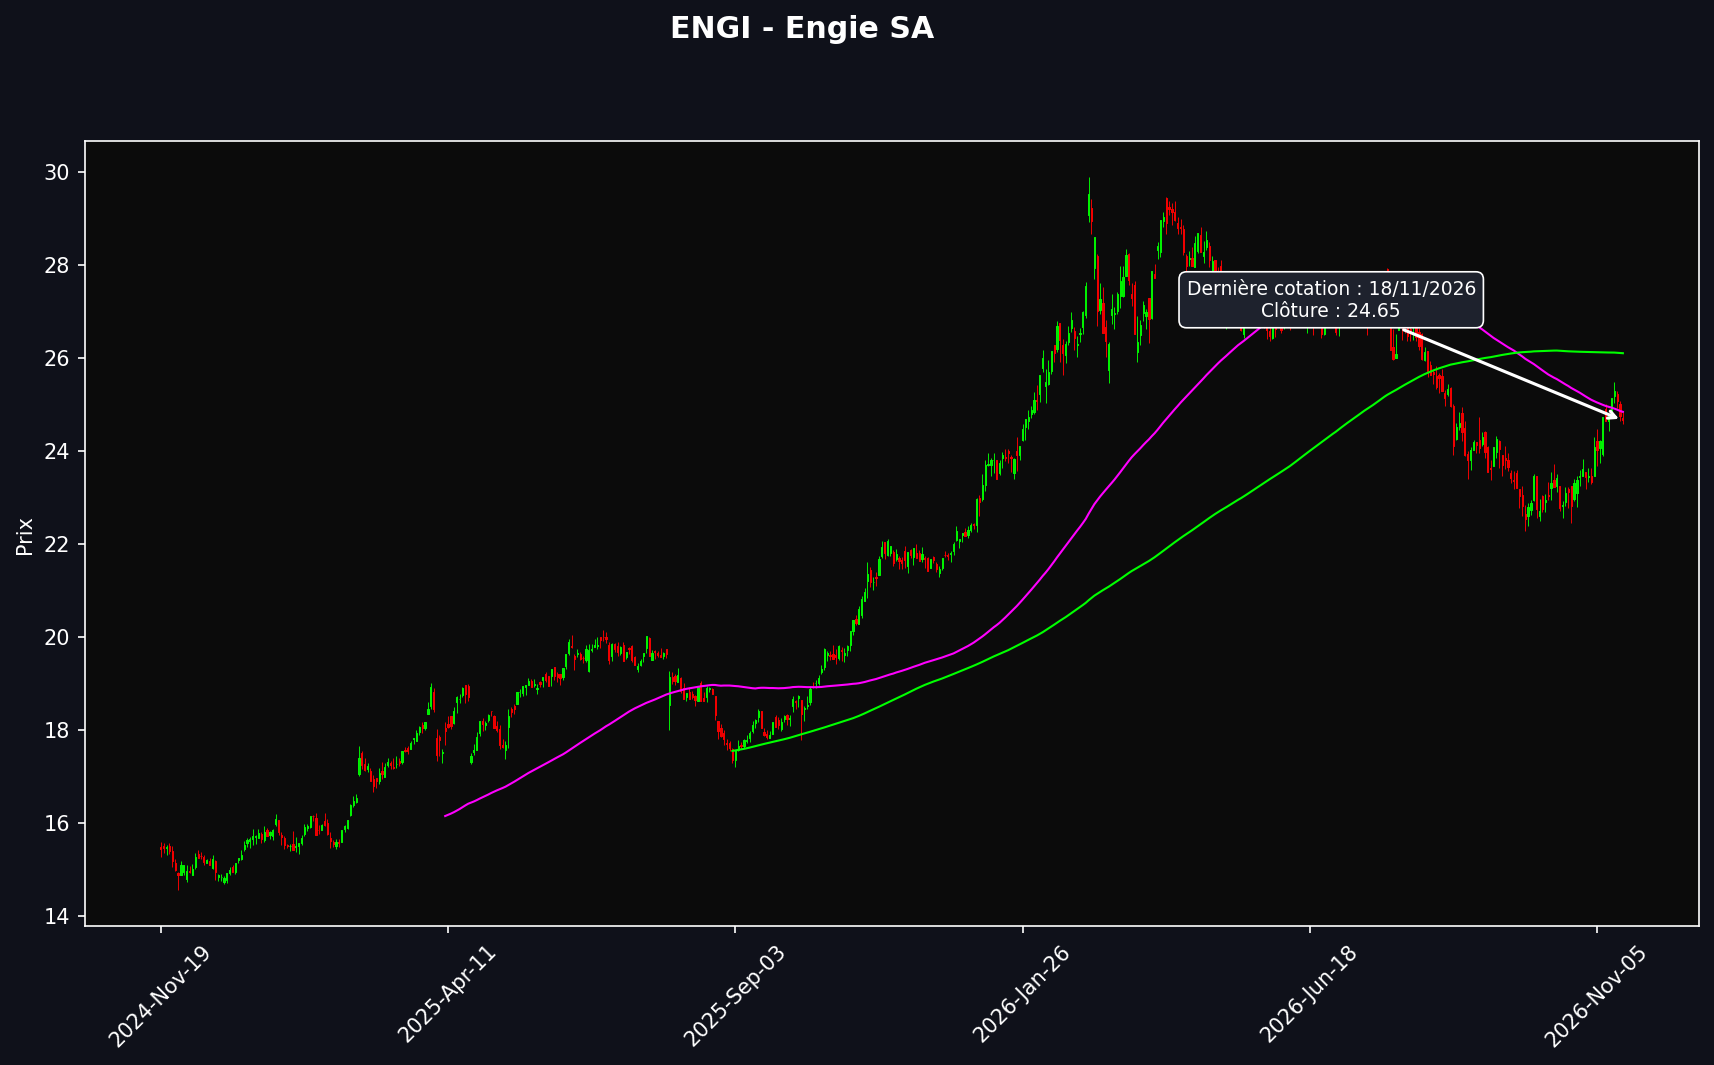 ENGI - Engie SA
Prix
30
28
26
24
22
20
18
16
14
Dernière cotation : 18/11/2026
Clôture : 24.65
2024-Nov-19
2025-Apr-11
2025-Sep-03
2026-Jan-26
2026-Jun-18
2026-Nov-05